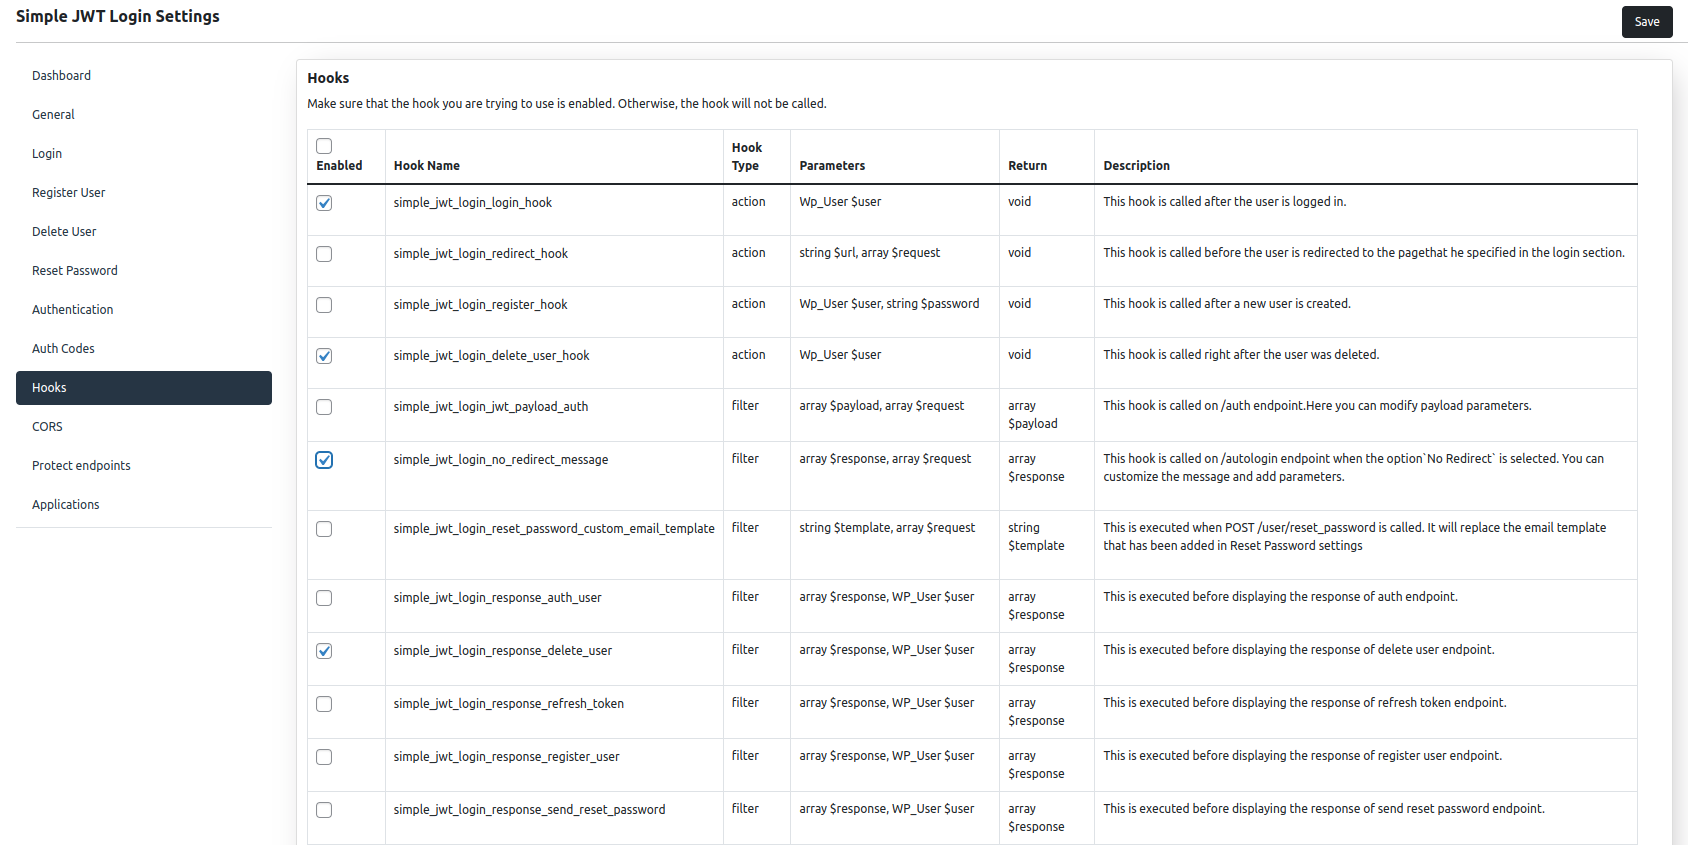 Simple JWT Login Settings
Save
Dashboard
General
Login
Register User
Delete User
Reset Password
Authentication
Auth Codes
Hooks
CORS
Protect endpoints
Applications
Hooks
Make sure that the hook you are trying to use is enabled. Otherwise, the hook will not be called.
Enabled
Hook Name
Hook
Type
Parameters
Return
Description
simple_jwt_login_login_hook
action
Wp_User $user
void
This hook is called after the user is logged in.
simple_jwt_login_redirect_hook
action
string $url, array $request
void
This hook is called before the user is redirected to the pagethat he specified in the login section.
simple_jwt_login_register_hook
action
Wp_User $user, string $password
void
This hook is called after a new user is created.
simple_jwt_login_delete_user_hook
action
Wp_User $user
void
This hook is called right after the user was deleted.
simple_jwt_login_jwt_payload_auth
filter
array $payload, array $request
array
$payload
This hook is called on /auth endpoint.Here you can modify payload parameters.
simple_jwt_login_no_redirect_message
filter
array $response, array $request
array
$response
This hook is called on /autologin endpoint when the option`No Redirect` is selected. You can
customize the message and add parameters.
simple_jwt_login_reset_password_custom_email_template
filter
string $template, array $request
string
$template
This is executed when POST /user/reset_password is called. It will replace the email template
that has been added in Reset Password settings
simple_jwt_login_response_auth_user
filter
array $response, WP_User $user
array
$response
This is executed before displaying the response of auth endpoint.
simple_jwt_login_response_delete_user
filter
array $response, WP_User $user
array
$response
This is executed before displaying the response of delete user endpoint.
simple_jwt_login_response_refresh_token
filter
array $response, WP_User $user
array
$response
This is executed before displaying the response of refresh token endpoint.
simple_jwt_login_response_register_user
filter
array $response, WP_User $user
array
$response
This is executed before displaying the response of register user endpoint.
simple_jwt_login_response_send_reset_password
filter
array $response, WP_User $user
array
$response
This is executed before displaying the response of send reset password endpoint.